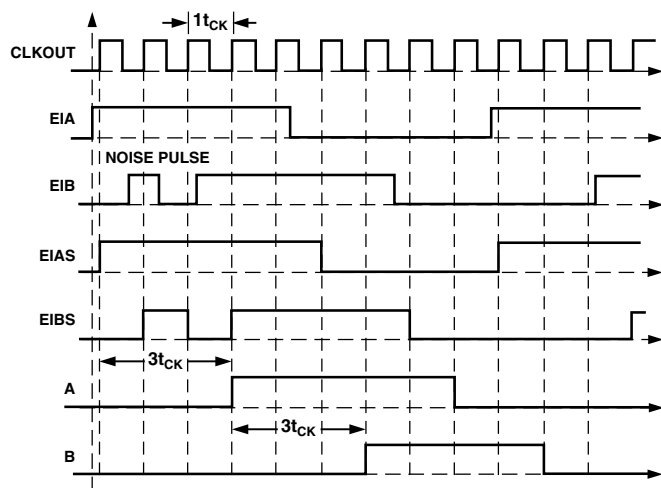 1tCK
CLKOUT
EIA
NOISE PULSE
EIB
EIAS
EIBS
3tCK
A
3tCK
B